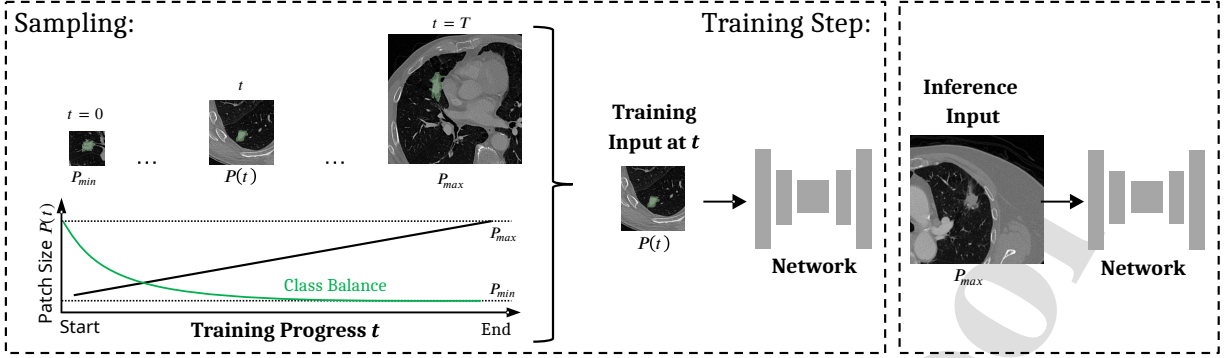 Sampling:
t = 0
P_min
...
t
P(t)
...
t = T
P_max
Patch Size P(t)
P_max
Class Balance
P_min
Start
Training Progress t
End
Training Step:
Training
Input at t
P(t)
Network
Inference
Input
P_max
Network